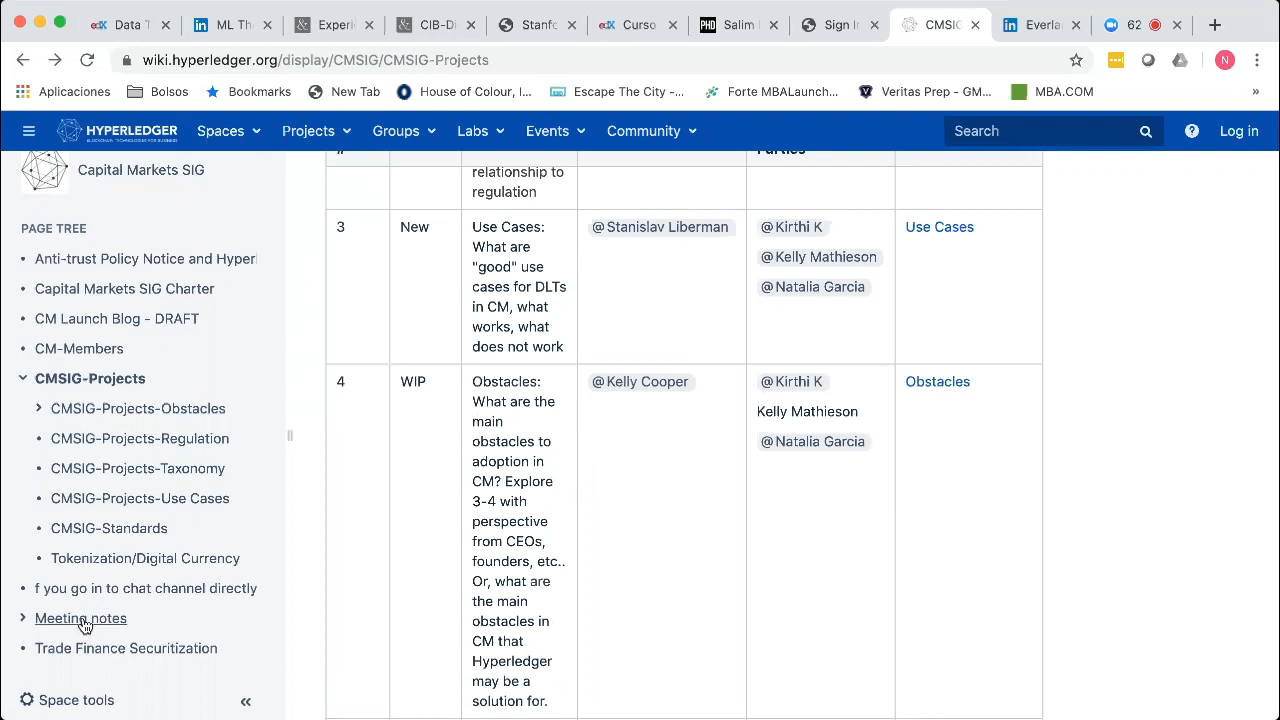 Data T
ML The
Experi
CIB-Di
Stanfo
Curso
PHD Salim
Sign In
CMSIG
Everla
62
wiki.hyperledger.org/display/CMSIG/CMSIG-Projects
N
Aplicaciones
Bolsos
Bookmarks
New Tab
House of Colour, I...
Escape The City -...
Forte MBALaunch...
Veritas Prep - GM...
MBA.COM
»
HYPERLEDGER
BLOCKCHAIN TECHNOLOGIES FOR BUSINESS
Spaces
Projects
Groups
Labs
Events
Community
Search
Log in
Capital Markets SIG
PAGE TREE
Anti-trust Policy Notice and Hyperl
Capital Markets SIG Charter
CM Launch Blog - DRAFT
CM-Members
CMSIG-Projects
CMSIG-Projects-Obstacles
CMSIG-Projects-Regulation
CMSIG-Projects-Taxonomy
CMSIG-Projects-Use Cases
CMSIG-Standards
Tokenization/Digital Currency
f you go in to chat channel directly
Meeting notes
Trade Finance Securitization
Space tools
«
#
Parties
relationship to
regulation
3
New
Use Cases:
What are
"good" use
cases for DLTs
in CM, what
works, what
does not work
@Stanislav Liberman
@Kirthi K
@Kelly Mathieson
@Natalia Garcia
Use Cases
4
WIP
Obstacles:
What are the
main
obstacles to
adoption in
CM? Explore
3-4 with
perspective
from CEOs,
founders, etc..
Or, what are
the main
obstacles in
CM that
Hyperledger
may be a
solution for.
@Kelly Cooper
@Kirthi K
Kelly Mathieson
@Natalia Garcia
Obstacles